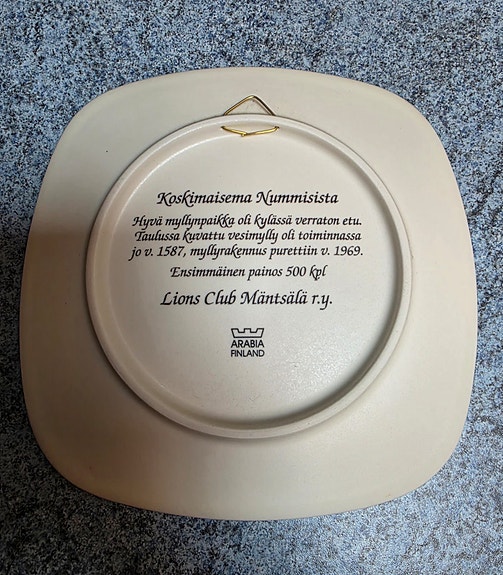 Koskimaisema Nummisista
Hyvä myllynpaikka oli kylässä verraton etu.
Taulussa kuvattu vesimylly oli toiminnassa
jo v. 1587, myllyrakennus purettiin v. 1969.
Ensimmäinen painos 500 kpl
Lions Club Mäntsälä r.y.
ARABIA
FINLAND